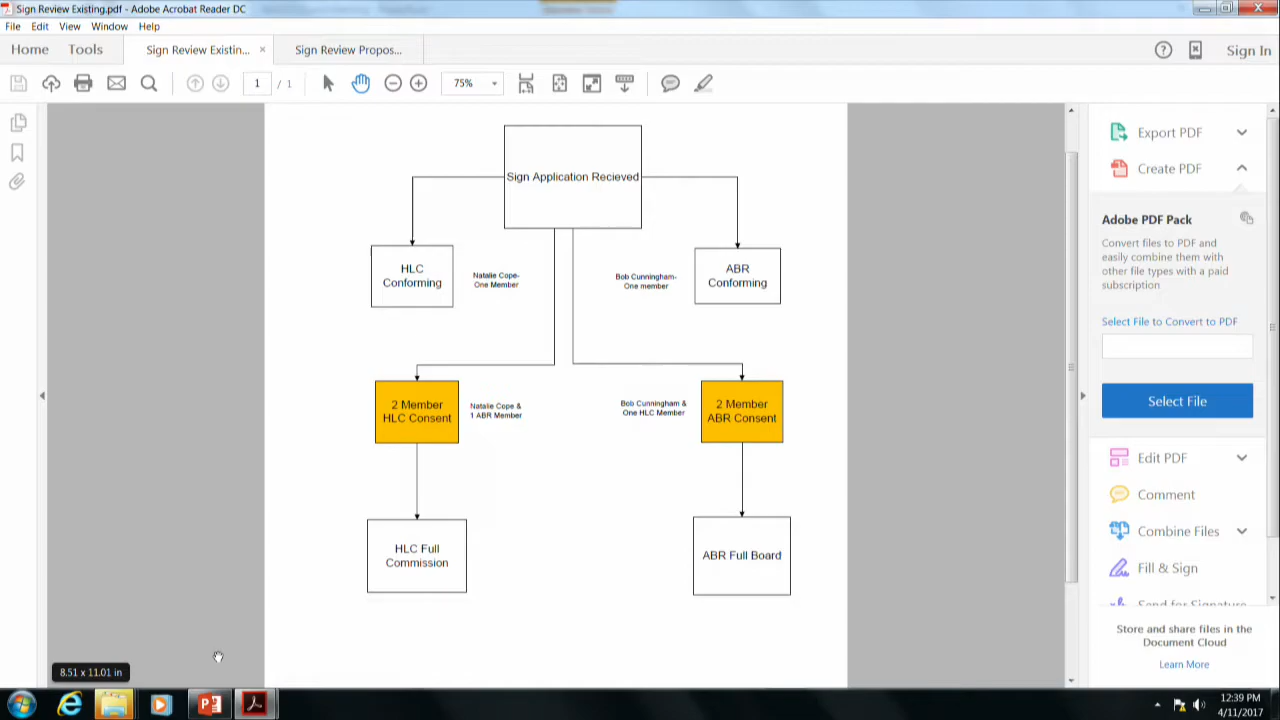 Sign Review Existing.pdf - Adobe Acrobat Reader DC
File Edit View Window Help
Home Tools Sign Review Existin... × Sign Review Propos... Sign In
1 / 1 75%
Sign Application Recieved
HLC
Conforming
Natalie Cope-
One Member
Bob Cunningham-
One member
ABR
Conforming
2 Member
HLC Consent
Natalie Cope &
1 ABR Member
Bob Cunningham &
One HLC Member
2 Member
ABR Consent
HLC Full
Commission
ABR Full Board
8.51 x 11.01 in
Export PDF
Create PDF
Adobe PDF Pack
Convert files to PDF and
easily combine them with
other file types with a paid
subscription
Select File to Convert to PDF
Select File
Edit PDF
Comment
Combine Files
Fill & Sign
Send for Signature
Store and share files in the
Document Cloud
Learn More
12:39 PM
4/11/2017